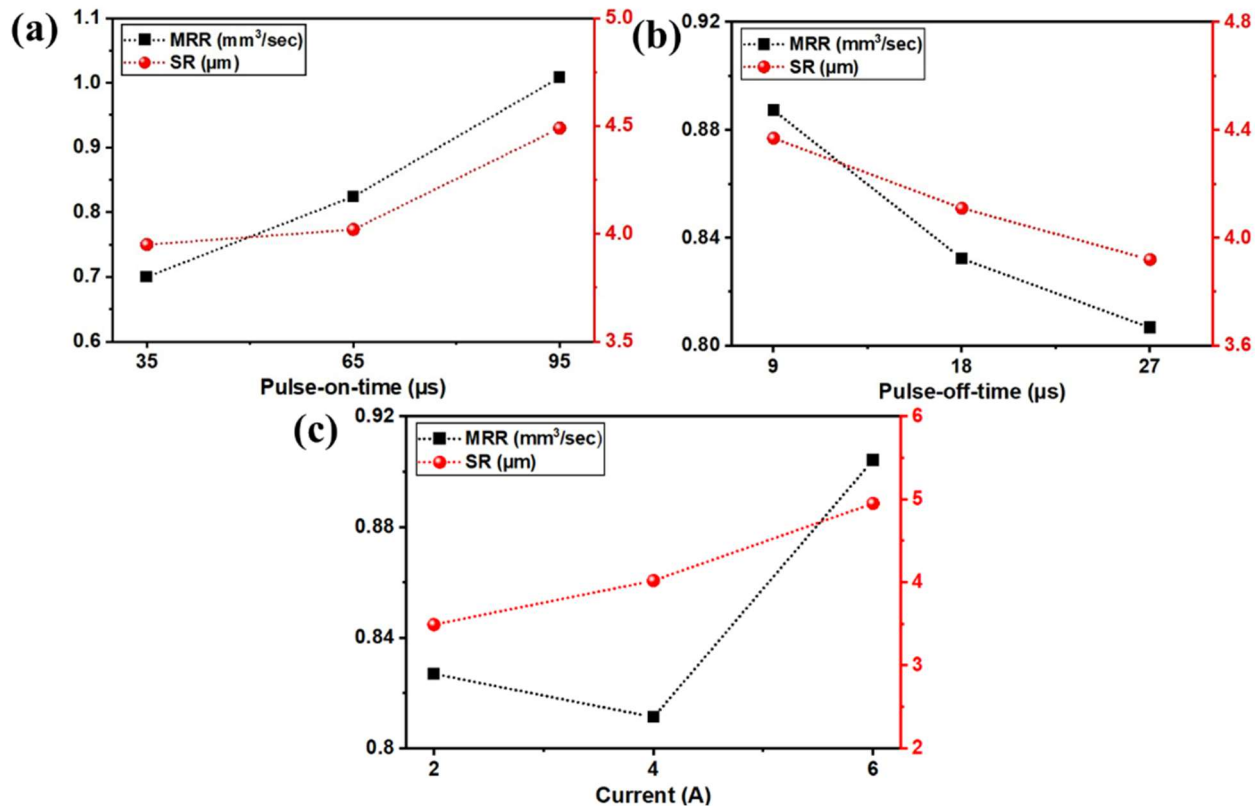 (a)
MRR (mm³/sec)
SR (µm)
1.1
1.0
0.9
0.8
0.7
0.6
5.0
4.5
4.0
3.5
35 65 95
Pulse-on-time (µs)
(b)
MRR (mm³/sec)
SR (µm)
0.92
0.88
0.84
0.80
4.8
4.4
4.0
3.6
9 18 27
Pulse-off-time (µs)
(c)
MRR (mm³/sec)
SR (µm)
0.92
0.88
0.84
0.8
6
5
4
3
2
2 4 6
Current (A)